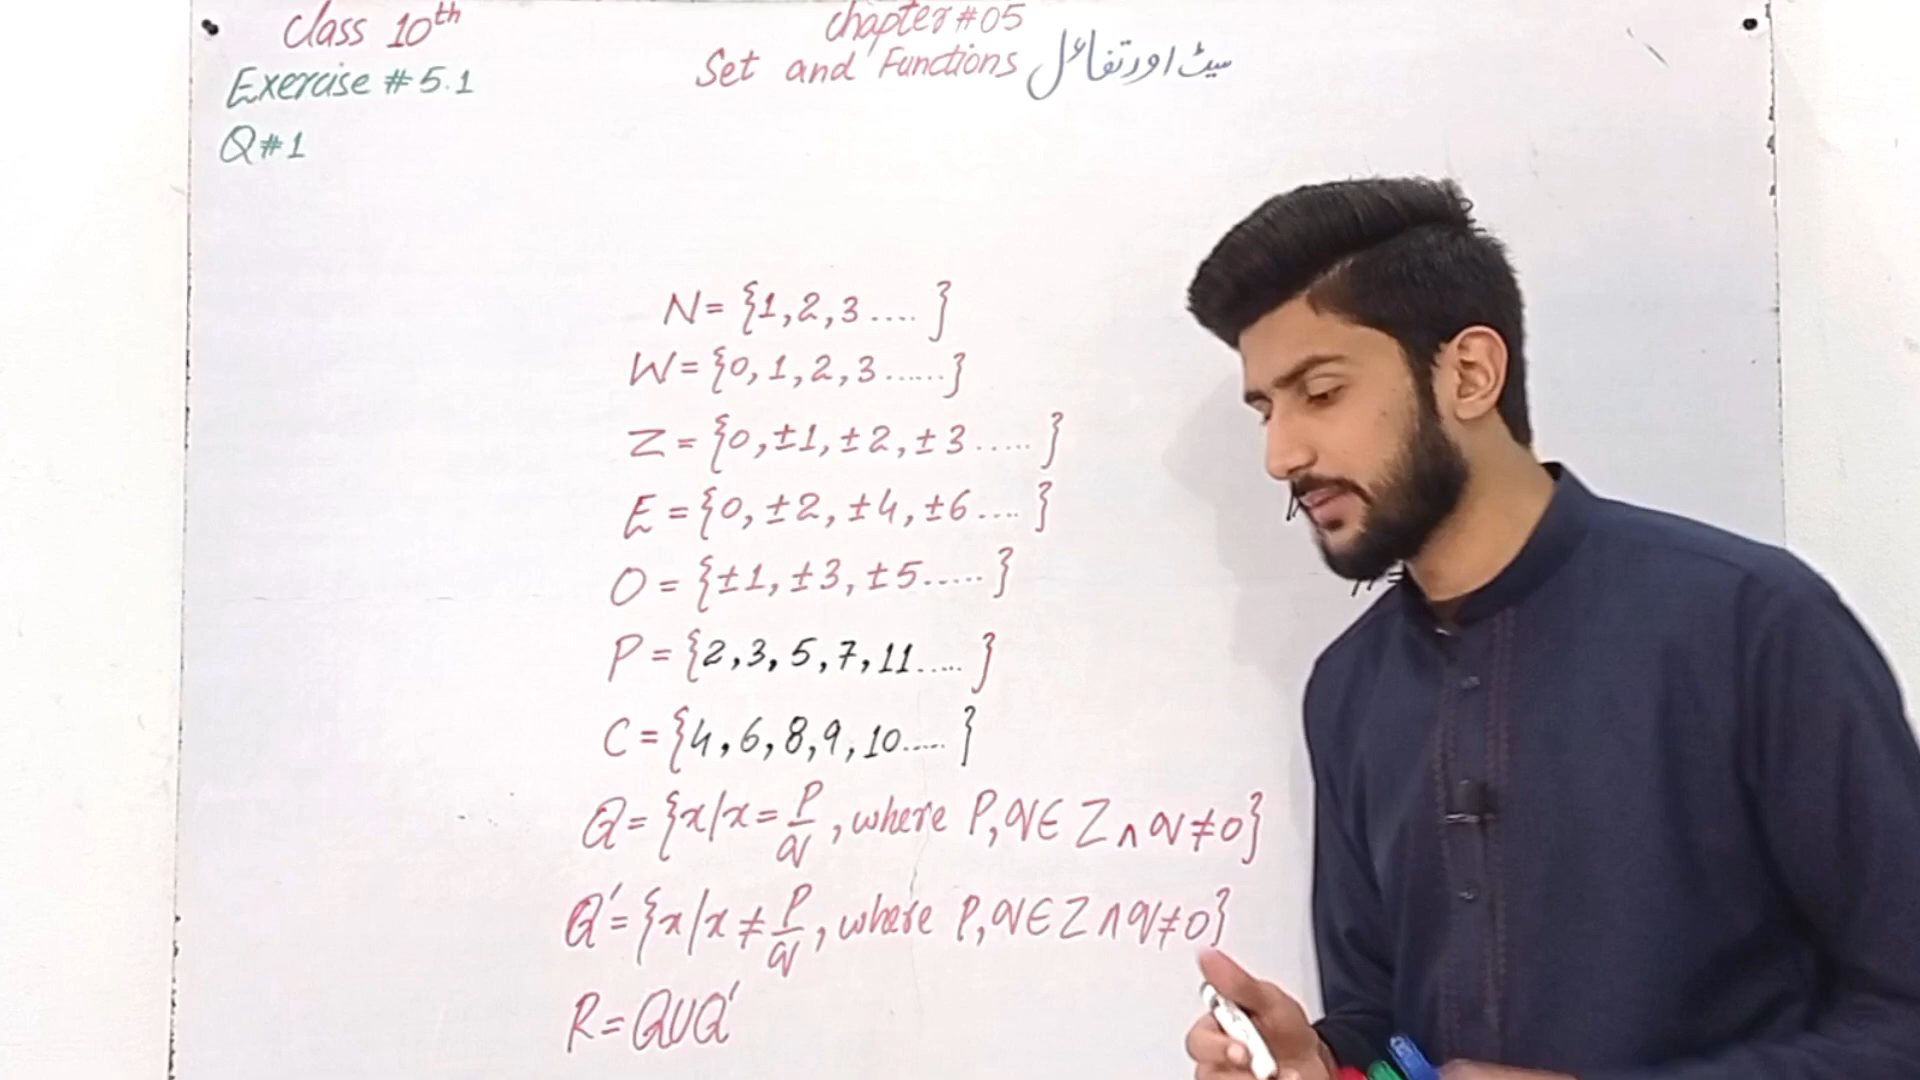 Class 10th
Chapter #05
Exercise #5.1
Set and Functions سیٹ اور تفاعل
Q#1
N= {1,2,3.... }
W= {0,1,2,3......}
Z = {0,±1,±2,±3..... }
E = {0,±2,±4,±6.... }
O = {±1,±3,±5..... }
P = {2,3,5,7,11..... }
C = {4,6,8,9,10..... }
Q= {x/x = P/q, where P,q∈Z ∧ q≠0}
Q′= {x/x ≠ P/q, where P,q∈Z ∧ q≠0}
R= Q∪Q′